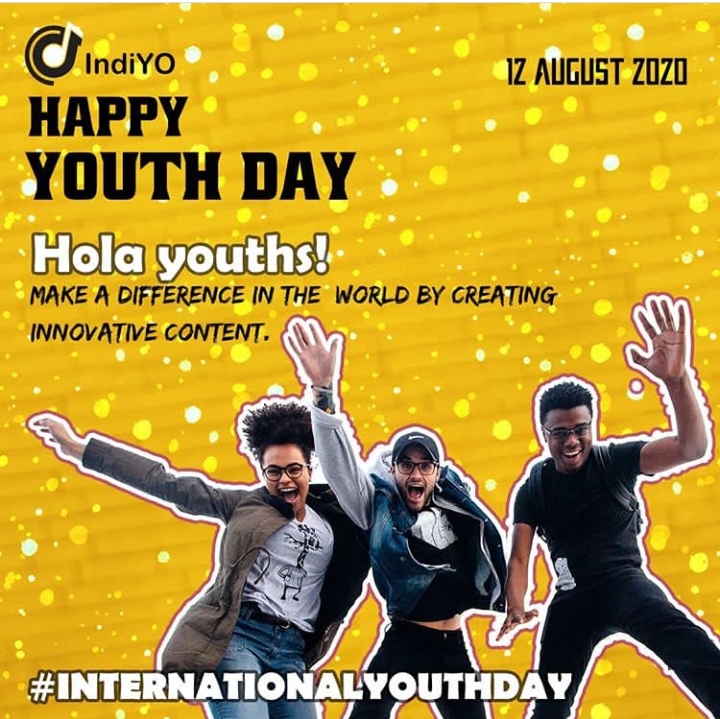 IndiYO
12 AUGUST 2020
HAPPY
YOUTH DAY
Hola youths!
MAKE A DIFFERENCE IN THE WORLD BY CREATING
INNOVATIVE CONTENT.
#INTERNATIONALYOUTHDAY